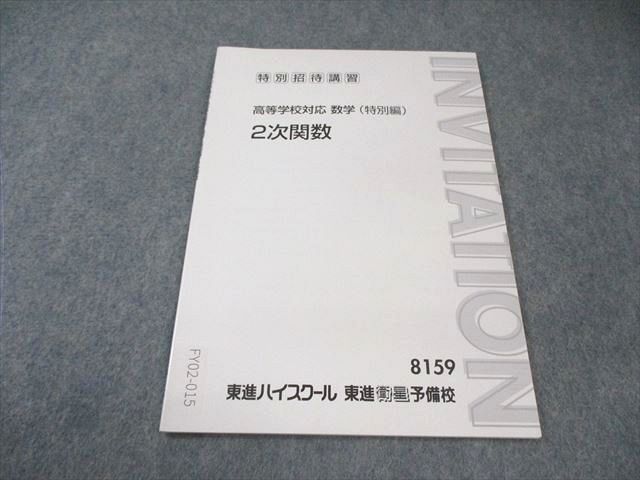 特別招待講習
高等学校対応 数学(特別編)
2次関数
INVITATION
8159
東進ハイスクール 東進衛星予備校
FY02-015